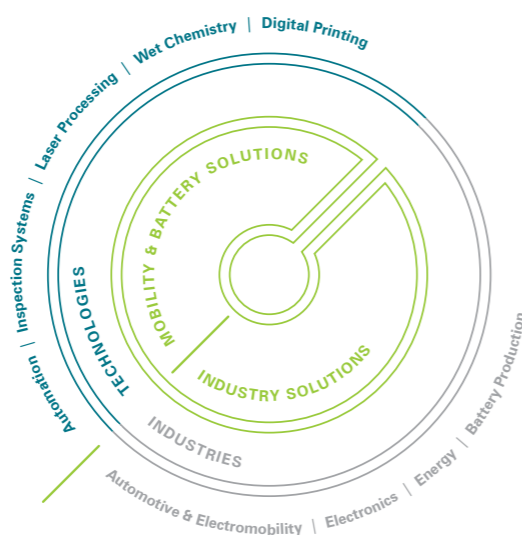 Automation | Inspection Systems | Laser Processing | Wet Chemistry | Digital Printing
TECHNOLOGIES
MOBILITY & BATTERY SOLUTIONS
INDUSTRY SOLUTIONS
INDUSTRIES
Automotive & Electromobility | Electronics | Energy | Battery Production